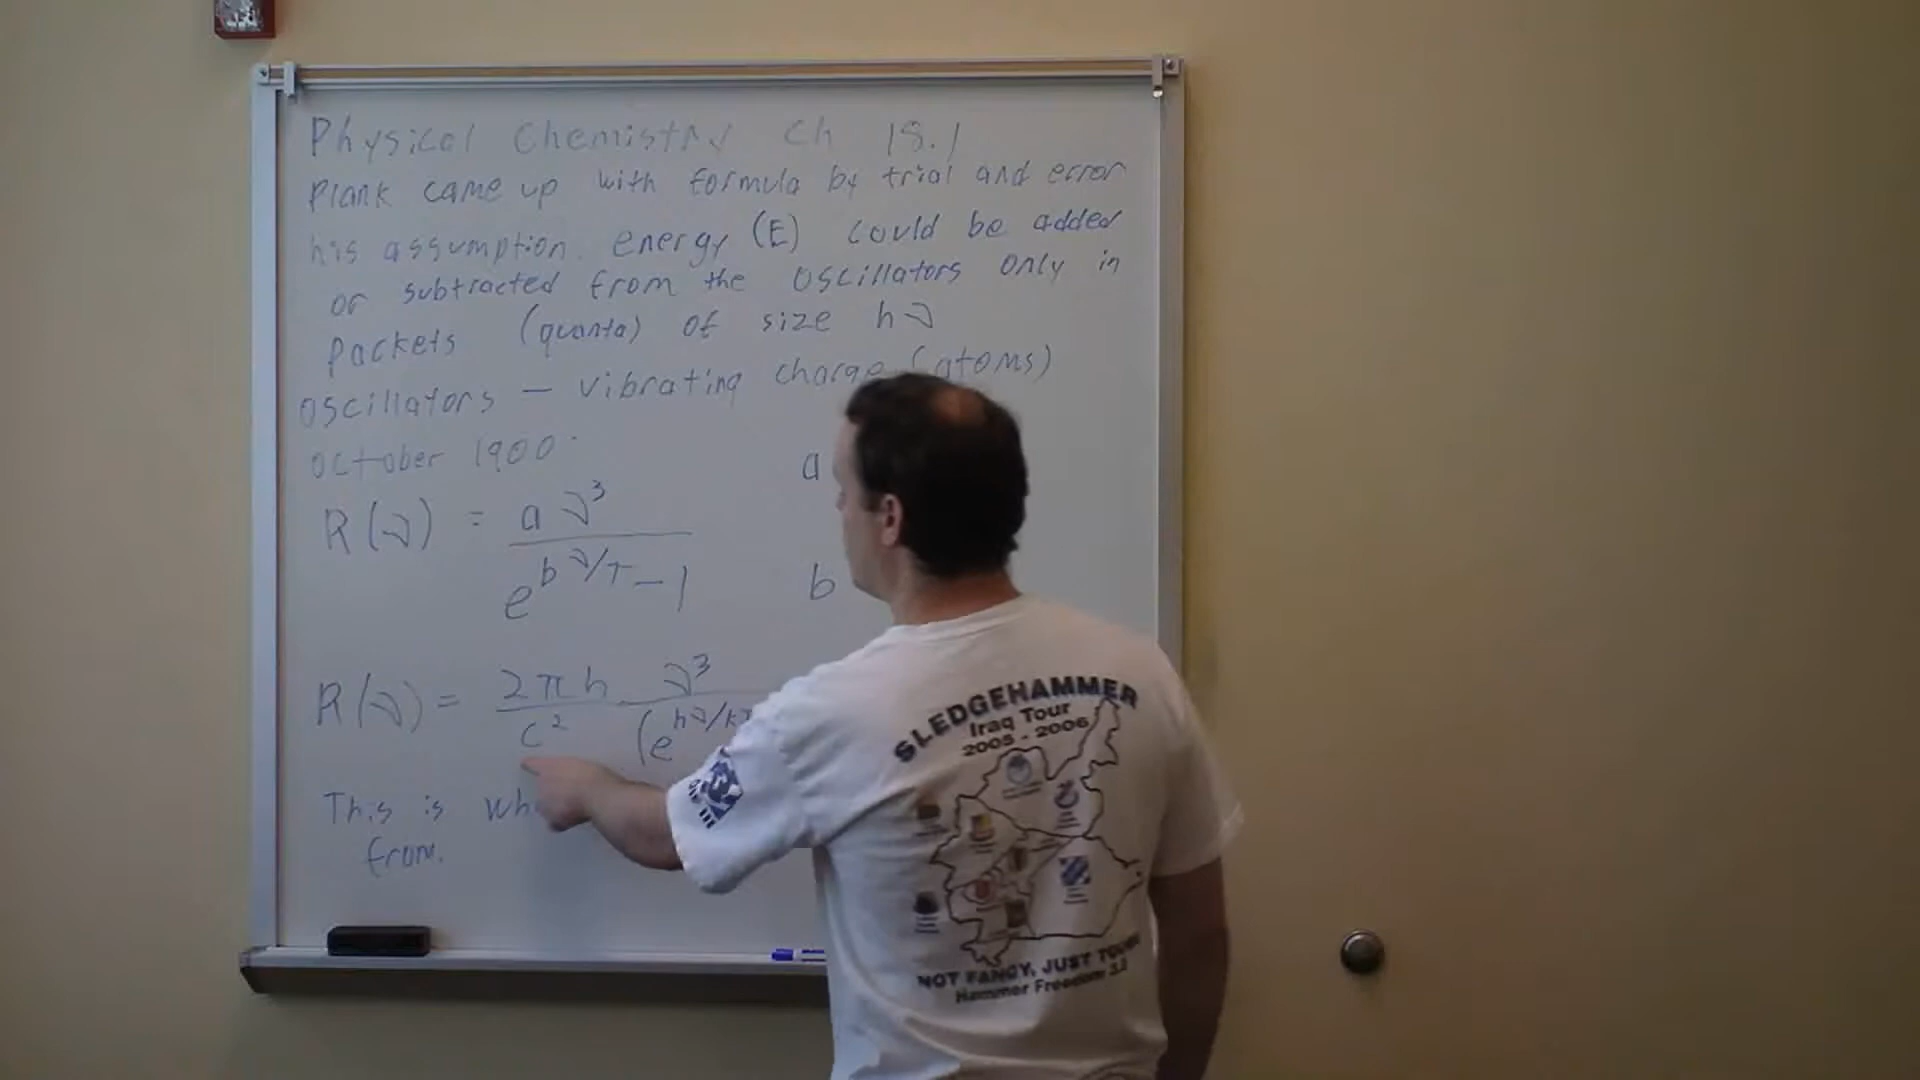 Physical Chemistry Ch 18.1
Plank came up with formula by trial and error
his assumption. energy (E) could be added
or subtracted from the oscillators only in
packets (quanta) of size hν
oscillators — vibrating charge (atoms)
October 1900
a
R(ν) = aν³ / e^bν/T - 1
b
R(ν) = 2πh / c² ν³ / (e^hν/k
This is
from.
SLEDGEHAMMER
Iraq Tour
2005 - 2006
NOT FANCY, JUST TOUGH
Hammer